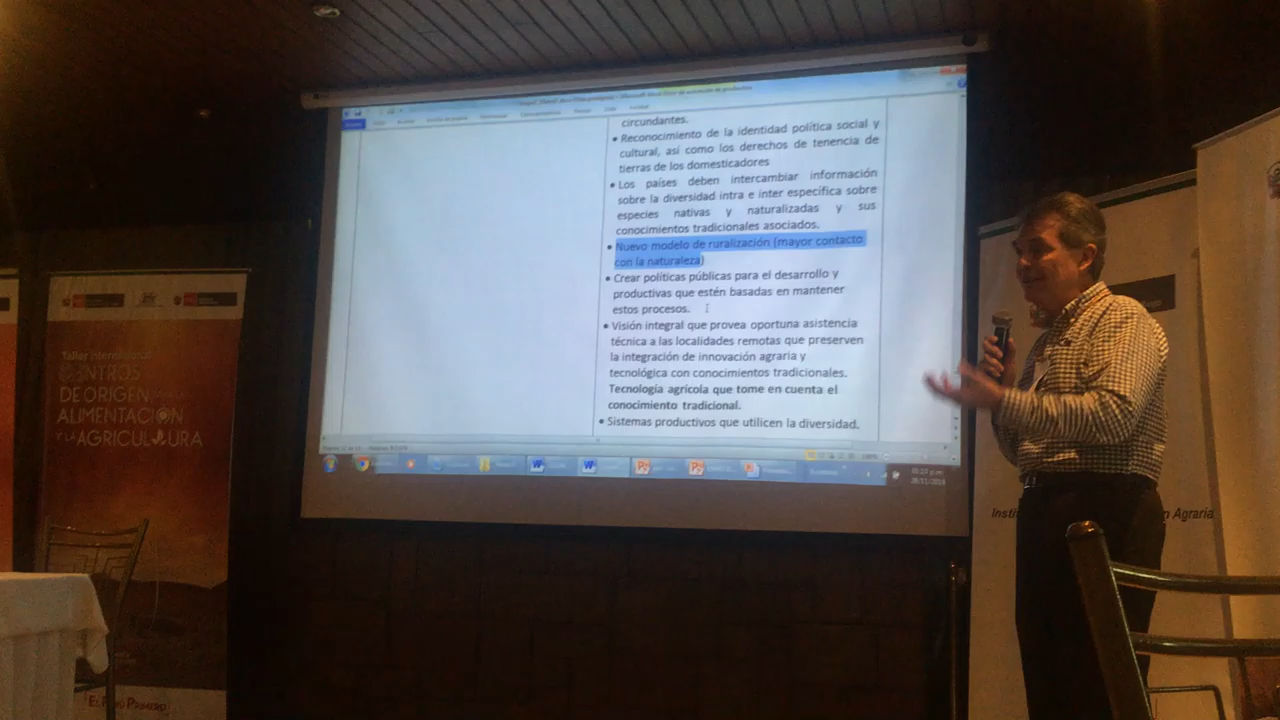 circundantes.
• Reconocimiento de la identidad política social y
cultural, así como los derechos de tenencia de
tierras de los domesticadores
• Los países deben intercambiar información
sobre la diversidad intra e inter específica sobre
especies nativas y naturalizadas y sus
conocimientos tradicionales asociados.
• Nuevo modelo de ruralización (mayor contacto
con la naturaleza)
• Crear políticas públicas para el desarrollo y
productivas que estén basadas en mantener
estos procesos.
• Visión integral que provea oportuna asistencia
técnica a las localidades remotas que preserven
la integración de innovación agraria y
tecnológica con conocimientos tradicionales.
Tecnología agrícola que tome en cuenta el
conocimiento tradicional.
• Sistemas productivos que utilicen la diversidad.
Taller internacional
CENTROS
DE ORIGEN
ALIMENTACIÓN
Y LA AGRICULTURA
EL PERÚ PRIMERO
Insti
n Agraria